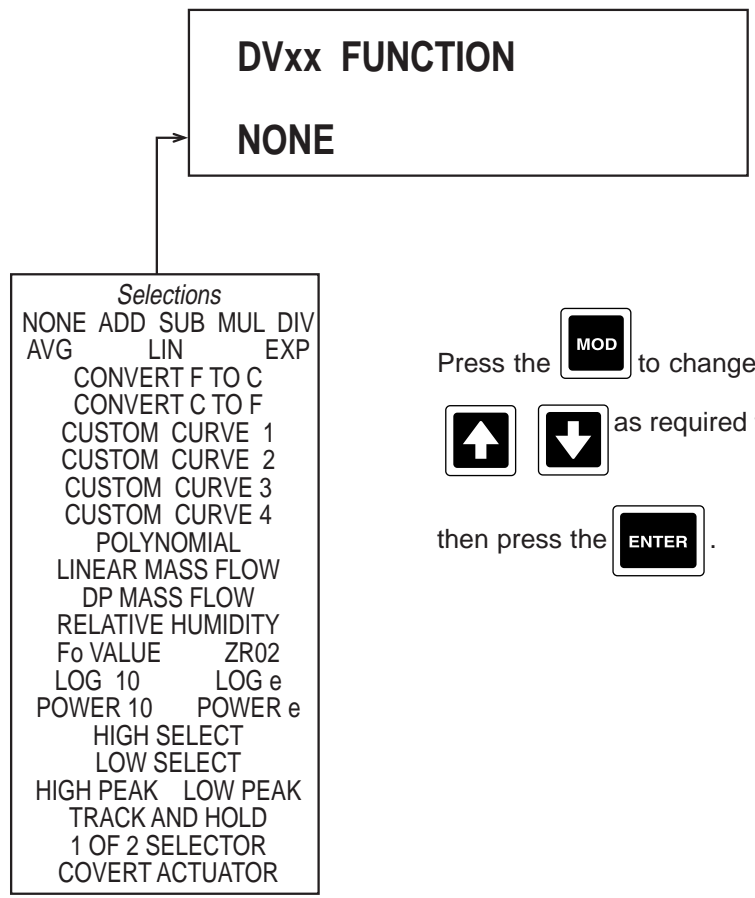 DVxx FUNCTION
NONE
Selections
NONE ADD SUB MUL DIV
AVG LIN EXP
CONVERT F TO C
CONVERT C TO F
CUSTOM CURVE 1
CUSTOM CURVE 2
CUSTOM CURVE 3
CUSTOM CURVE 4
POLYNOMIAL
LINEAR MASS FLOW
DP MASS FLOW
RELATIVE HUMIDITY
Fo VALUE ZR02
LOG 10 LOG e
POWER 10 POWER e
HIGH SELECT
LOW SELECT
HIGH PEAK LOW PEAK
TRACK AND HOLD
1 OF 2 SELECTOR
COVERT ACTUATOR
Press the MOD to change
as required
then press the ENTER .